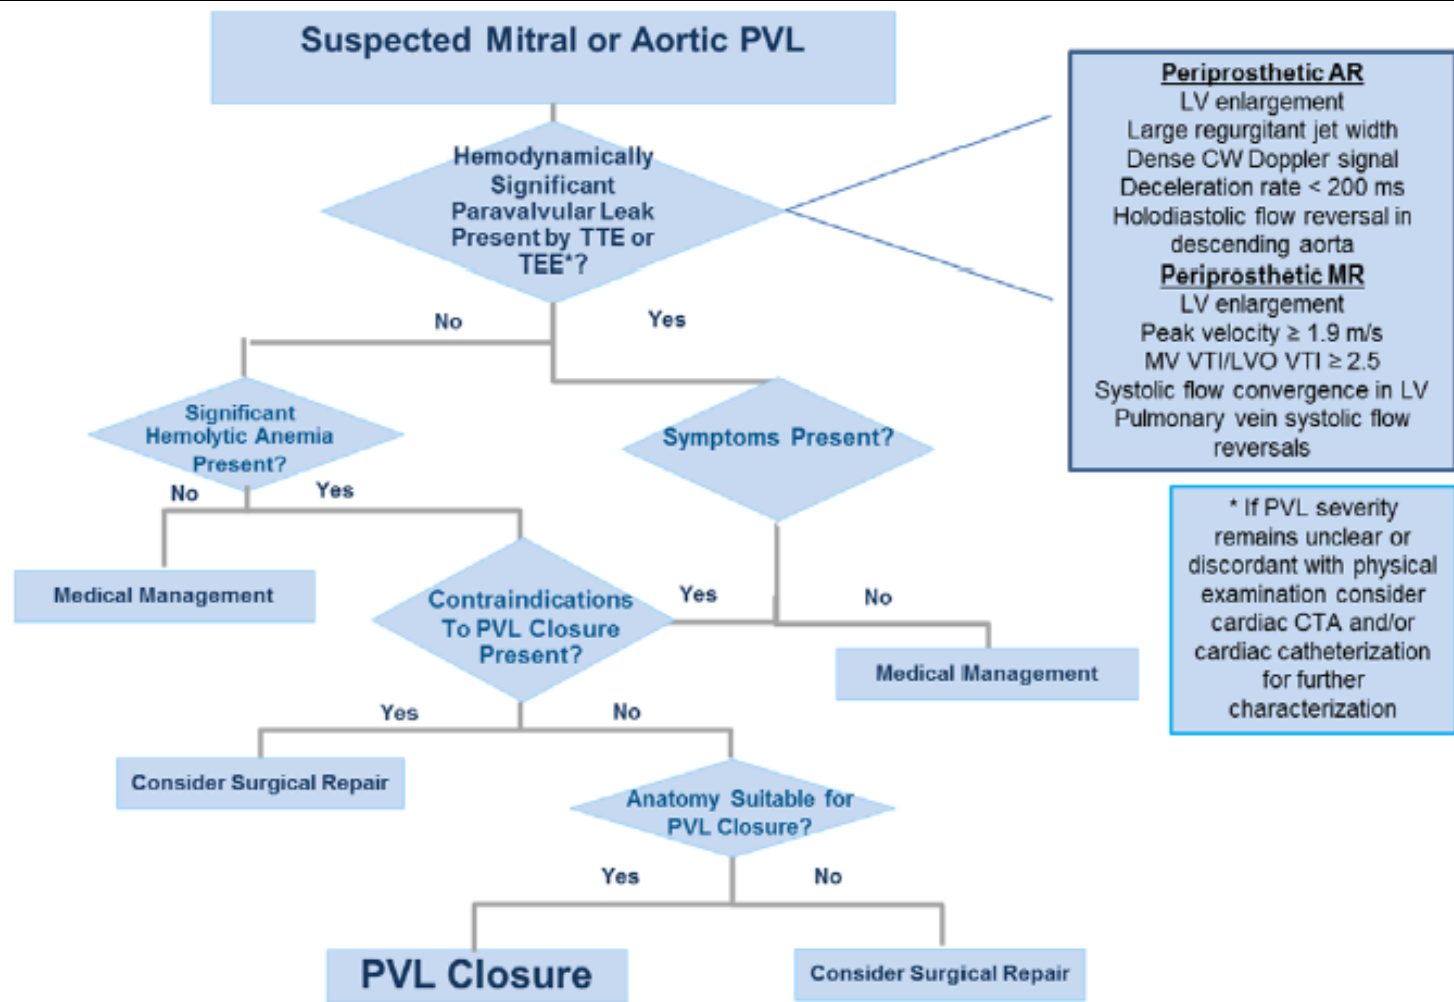 Suspected Mitral or Aortic PVL
Hemodynamically
Significant
Paravalvular Leak
Present by TTE or
TEE*?
Periprosthetic AR
LV enlargement
Large regurgitant jet width
Dense CW Doppler signal
Deceleration rate < 200 ms
Holodiastolic flow reversal in
descending aorta
Periprosthetic MR
LV enlargement
Peak velocity ≥ 1.9 m/s
MV VTI/LVO VTI ≥ 2.5
Systolic flow convergence in LV
Pulmonary vein systolic flow
reversals
No
Yes
Significant
Hemolytic Anemia
Present?
Symptoms Present?
No
Yes
Medical Management
Contraindications
To PVL Closure
Present?
Yes
No
Medical Management
* If PVL severity
remains unclear or
discordant with physical
examination consider
cardiac CTA and/or
cardiac catheterization
for further
characterization
Yes
No
Consider Surgical Repair
Anatomy Suitable for
PVL Closure?
Yes
No
PVL Closure
Consider Surgical Repair